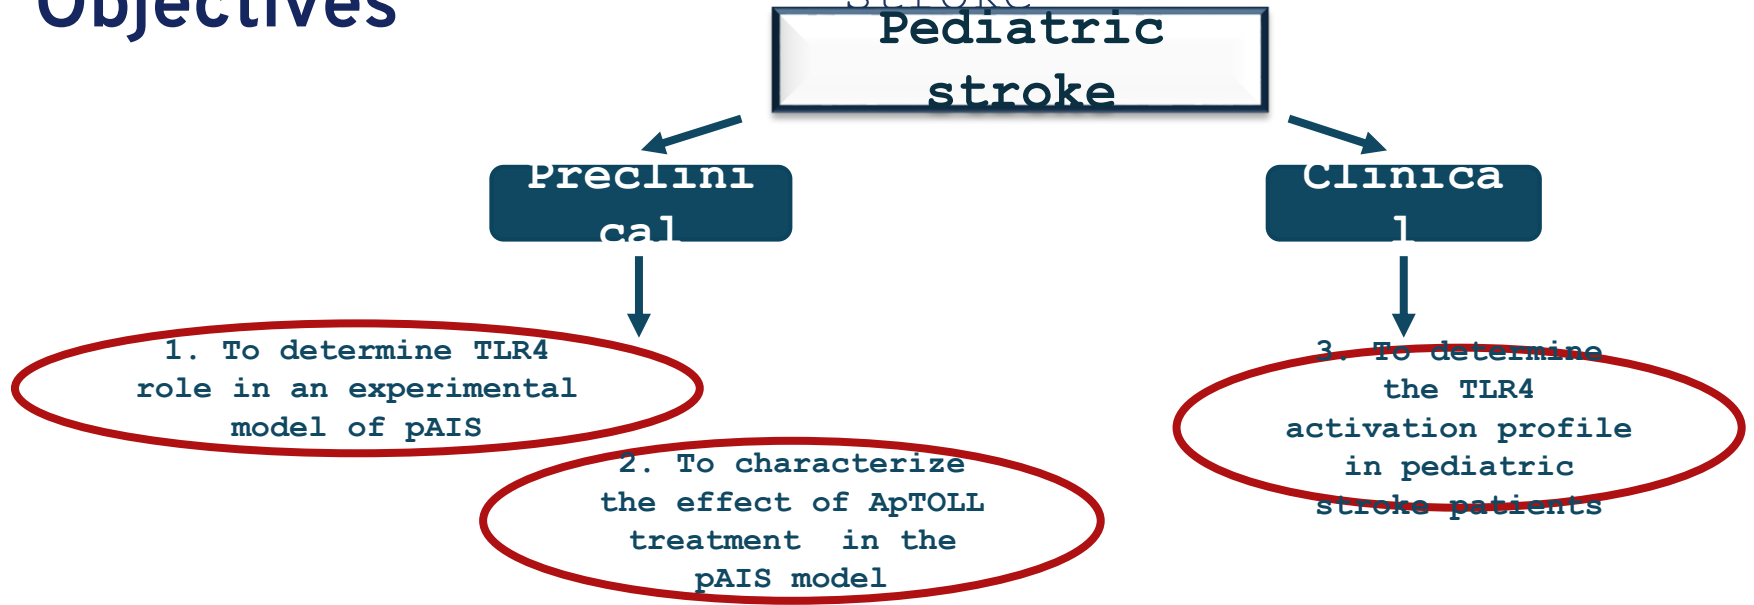 Objectives
stroke
Pediatric
stroke
Preclini
cal
Clinica
l
1. To determine TLR4
role in an experimental
model of pAIS
2. To characterize
the effect of ApTOLL
treatment in the
pAIS model
3. To determine
the TLR4
activation profile
in pediatric
stroke patients